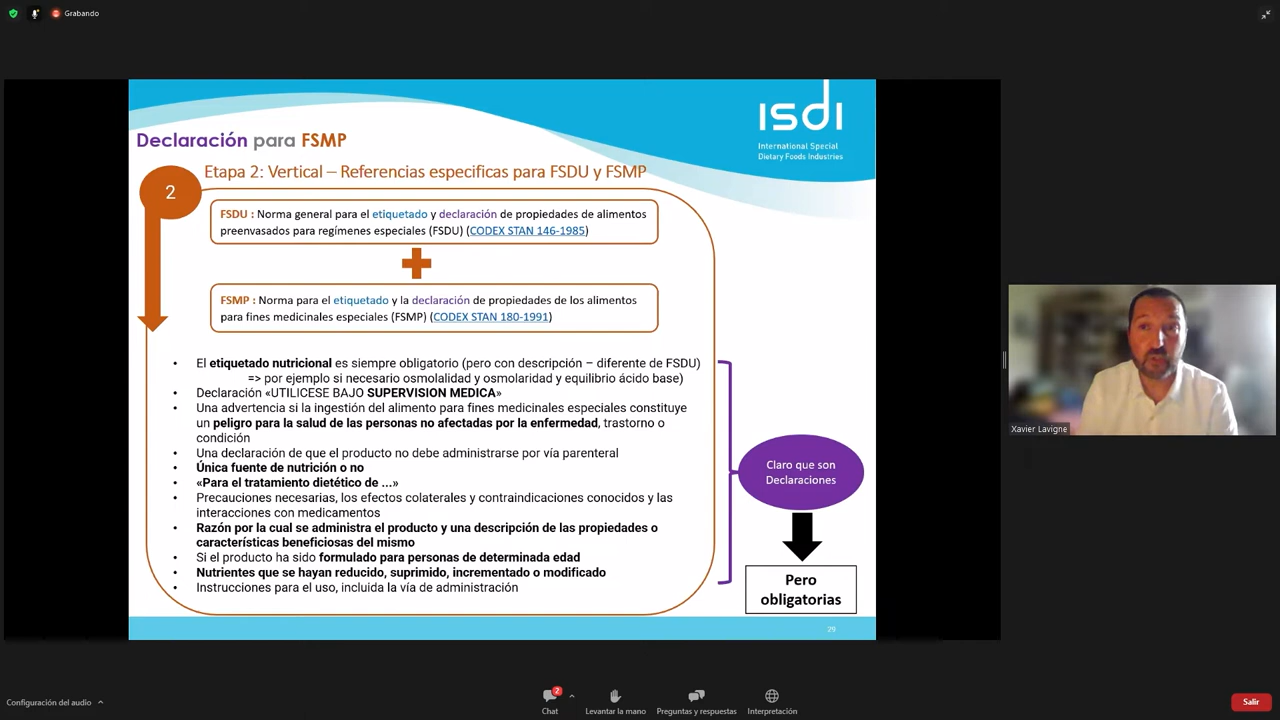 Grabando
isdi
International Special
Dietary Foods Industries
Declaración para FSMP
Etapa 2: Vertical – Referencias especificas para FSDU y FSMP
2
FSDU : Norma general para el etiquetado y declaración de propiedades de alimentos
preenvasados para regímenes especiales (FSDU) (CODEX STAN 146-1985)
FSMP : Norma para el etiquetado y la declaración de propiedades de los alimentos
para fines medicinales especiales (FSMP) (CODEX STAN 180-1991)
• El etiquetado nutricional es siempre obligatorio (pero con descripción – diferente de FSDU)
=> por ejemplo si necesario osmolalidad y osmolaridad y equilibrio ácido base)
• Declaración «UTILICESE BAJO SUPERVISION MEDICA»
• Una advertencia si la ingestión del alimento para fines medicinales especiales constituye
un peligro para la salud de las personas no afectadas por la enfermedad, trastorno o
condición
• Una declaración de que el producto no debe administrarse por vía parenteral
• Única fuente de nutrición o no
• «Para el tratamiento dietético de ...»
• Precauciones necesarias, los efectos colaterales y contraindicaciones conocidos y las
interacciones con medicamentos
• Razón por la cual se administra el producto y una descripción de las propiedades o
características beneficiosas del mismo
• Si el producto ha sido formulado para personas de determinada edad
• Nutrientes que se hayan reducido, suprimido, incrementado o modificado
• Instrucciones para el uso, incluida la vía de administración
Claro que son
Declaraciones
Pero
obligatorias
29
Xavier Lavigne
Configuración del audio
2
Chat
Levantar la mano
Preguntas y respuestas
Interpretación
Salir